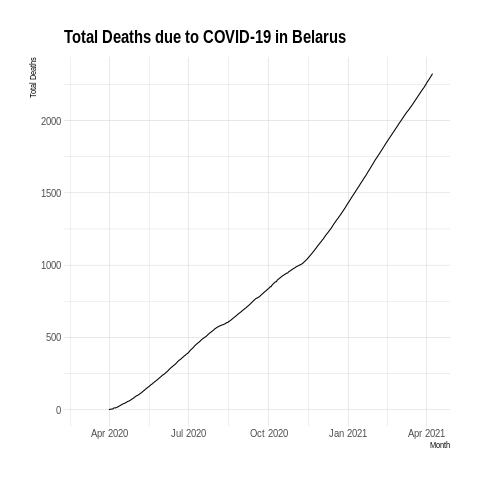 Total Deaths due to COVID-19 in Belarus
Total Deaths
2000
1500
1000
500
0
Apr 2020 Jul 2020 Oct 2020 Jan 2021 Apr 2021
Month